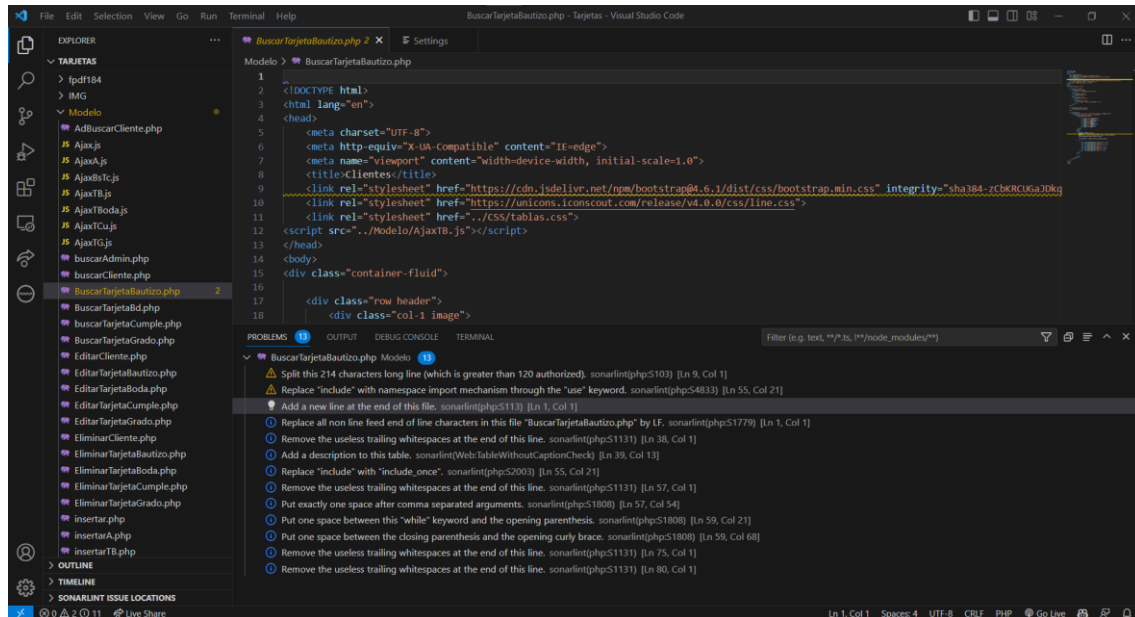 File Edit Selection View Go Run Terminal Help
BuscarTarjetaBautizo.php - Tarjetas - Visual Studio Code
EXPLORER
TARJETAS
fpdf184
IMG
Modelo
AdBuscarCliente.php
JS Ajax.js
JS AjaxA.js
JS AjaxBsTc.js
JS AjaxTB.js
JS AjaxTBoda.js
JS AjaxTCu.js
JS AjaxTG.js
buscarAdmin.php
buscarCliente.php
BuscarTarjetaBautizo.php 2
BuscarTarjetaBd.php
buscarTarjetaCumple.php
BuscarTarjetaGrado.php
EditarCliente.php
EditarTarjetaBautizo.php
EditarTarjetaBoda.php
EditarTarjetaCumple.php
EditarTarjetaGrado.php
EliminarCliente.php
EliminarTarjetaBautizo.php
EliminarTarjetaBoda.php
EliminarTarjetaCumple.php
EliminarTarjetaGrado.php
insertar.php
insertarA.php
insertarTB.php
OUTLINE
TIMELINE
SONARLINT ISSUE LOCATIONS
BuscarTarjetaBautizo.php 2 Settings
Modelo > BuscarTarjetaBautizo.php
1
2 <!DOCTYPE html>
3 <html lang="en">
4 <head>
5 <meta charset="UTF-8">
6 <meta http-equiv="X-UA-Compatible" content="IE=edge">
7 <meta name="viewport" content="width=device-width, initial-scale=1.0">
8 <title>Clientes</title>
9 <link rel="stylesheet" href="https://cdn.jsdelivr.net/npm/bootstrap@4.6.1/dist/css/bootstrap.min.css" integrity="sha384-zCbKRCUGaJDkq
10 <link rel="stylesheet" href="https://unicons.iconscout.com/release/v4.0.0/css/line.css">
11 <link rel="stylesheet" href="../CSS/tablas.css">
12 <script src="../Modelo/AjaxTB.js"></script>
13 </head>
14 <body>
15 <div class="container-fluid">
16
17 <div class="row header">
18 <div class="col-1 image">
PROBLEMS 13 OUTPUT DEBUG CONSOLE TERMINAL Filter (e.g. text, **/*.ts, !**/node_modules/**)
BuscarTarjetaBautizo.php Modelo 13
Split this 214 characters long line (which is greater than 120 authorized). sonarlint(php:S103) [Ln 9, Col 1]
Replace "include" with namespace import mechanism through the "use" keyword. sonarlint(php:S4833) [Ln 55, Col 21]
Add a new line at the end of this file. sonarlint(php:S113) [Ln 1, Col 1]
Replace all non line feed end of line characters in this file "BuscarTarjetaBautizo.php" by LF. sonarlint(php:S1779) [Ln 1, Col 1]
Remove the useless trailing whitespaces at the end of this line. sonarlint(php:S1131) [Ln 38, Col 1]
Add a description to this table. sonarlint(Web:TableWithoutCaptionCheck) [Ln 39, Col 13]
Replace "include" with "include_once". sonarlint(php:S2003) [Ln 55, Col 21]
Remove the useless trailing whitespaces at the end of this line. sonarlint(php:S1131) [Ln 57, Col 1]
Put exactly one space after comma separated arguments. sonarlint(php:S1808) [Ln 57, Col 54]
Put one space between this "while" keyword and the opening parenthesis. sonarlint(php:S1808) [Ln 59, Col 21]
Put one space between the closing parenthesis and the opening curly brace. sonarlint(php:S1808) [Ln 59, Col 68]
Remove the useless trailing whitespaces at the end of this line. sonarlint(php:S1131) [Ln 75, Col 1]
Remove the useless trailing whitespaces at the end of this line. sonarlint(php:S1131) [Ln 80, Col 1]
0 2 11 Live Share Ln 1, Col 1 Spaces: 4 UTF-8 CRLF PHP Go Live